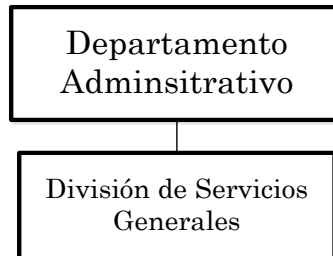 Departamento
Adminsitrativo
División de Servicios
Generales